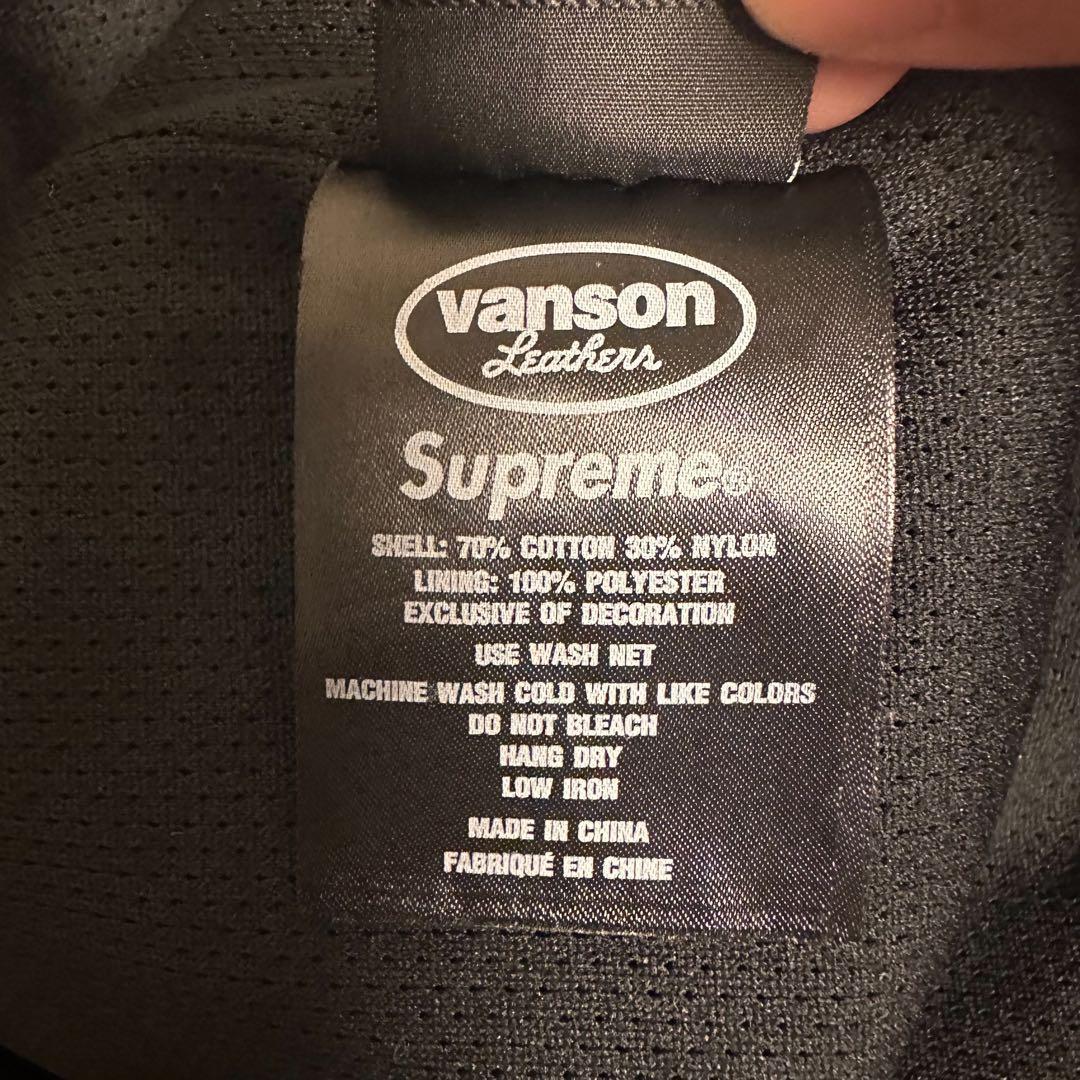 vanson
Leathers
Supreme®
SHELL: 70% COTTON 30% NYLON
LINING: 100% POLYESTER
EXCLUSIVE OF DECORATION
USE WASH NET
MACHINE WASH COLD WITH LIKE COLORS
DO NOT BLEACH
HANG DRY
LOW IRON
MADE IN CHINA
FABRIQUÉ EN CHINE